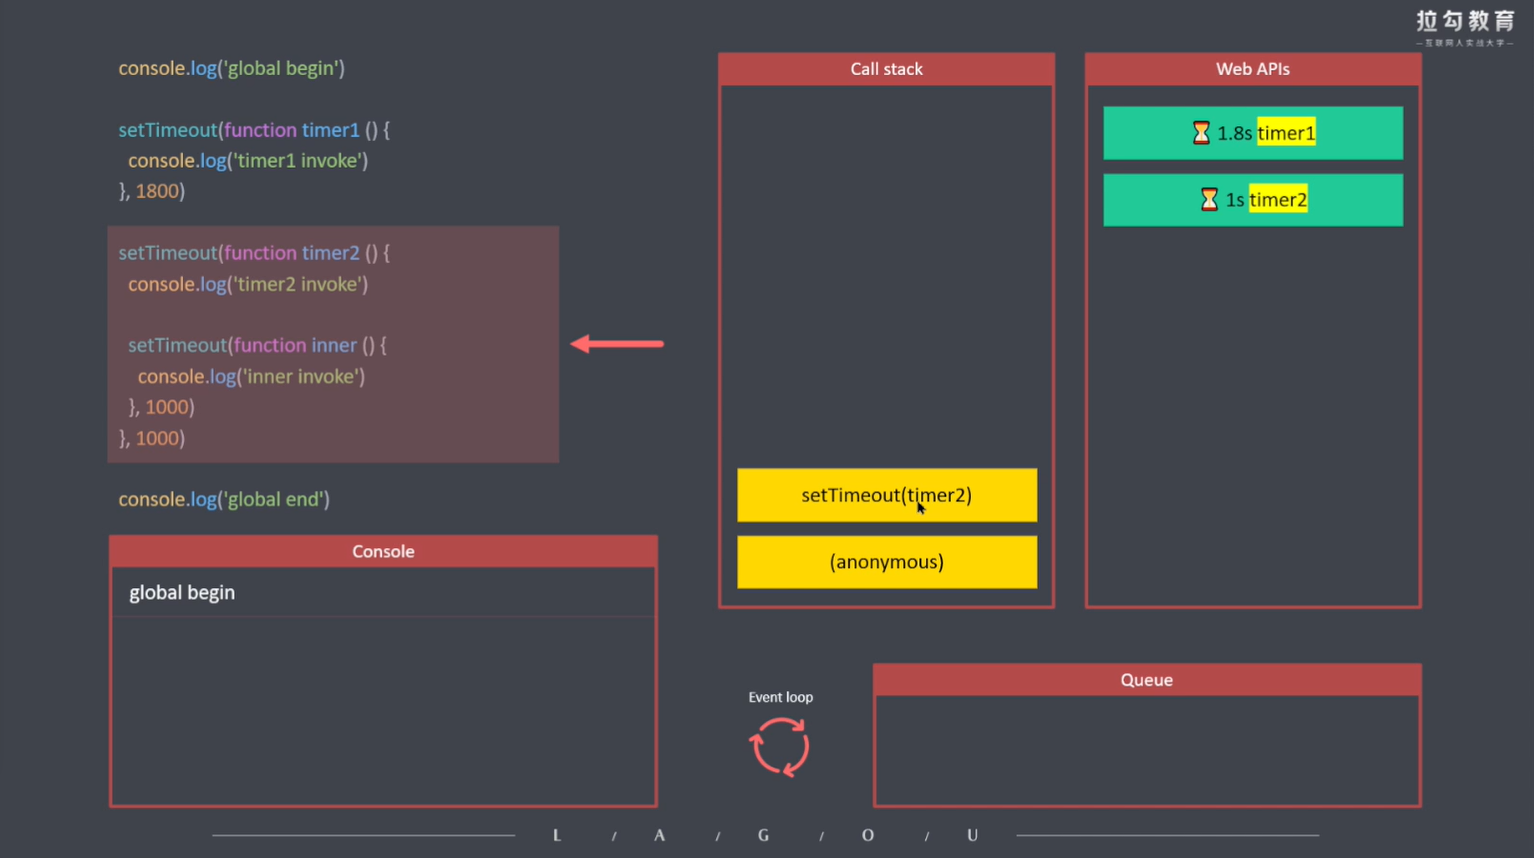 拉勾教育
—互联网人实战大学—
console.log('global begin')
setTimeout(function timer1 () {
console.log('timer1 invoke')
}, 1800)
setTimeout(function timer2 () {
console.log('timer2 invoke')
setTimeout(function inner () {
console.log('inner invoke')
}, 1000)
}, 1000)
console.log('global end')
Console
global begin
Call stack
setTimeout(timer2)
(anonymous)
Web APIs
⏳ 1.8s timer1
⏳ 1s timer2
Event loop
Queue
L / A / G / O / U